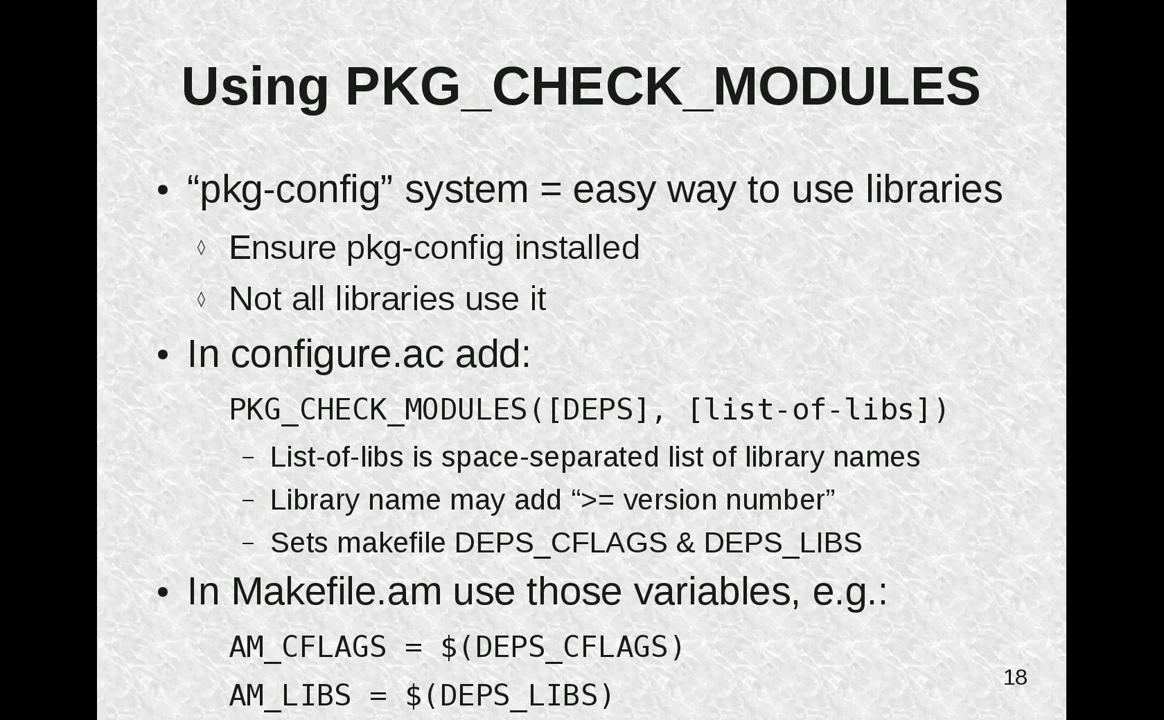 Using PKG_CHECK_MODULES
• “pkg-config” system = easy way to use libraries
◊ Ensure pkg-config installed
◊ Not all libraries use it
• In configure.ac add:
PKG_CHECK_MODULES([DEPS], [list-of-libs])
– List-of-libs is space-separated list of library names
– Library name may add “>= version number”
– Sets makefile DEPS_CFLAGS & DEPS_LIBS
• In Makefile.am use those variables, e.g.:
AM_CFLAGS = $(DEPS_CFLAGS)
AM_LIBS = $(DEPS_LIBS)
18